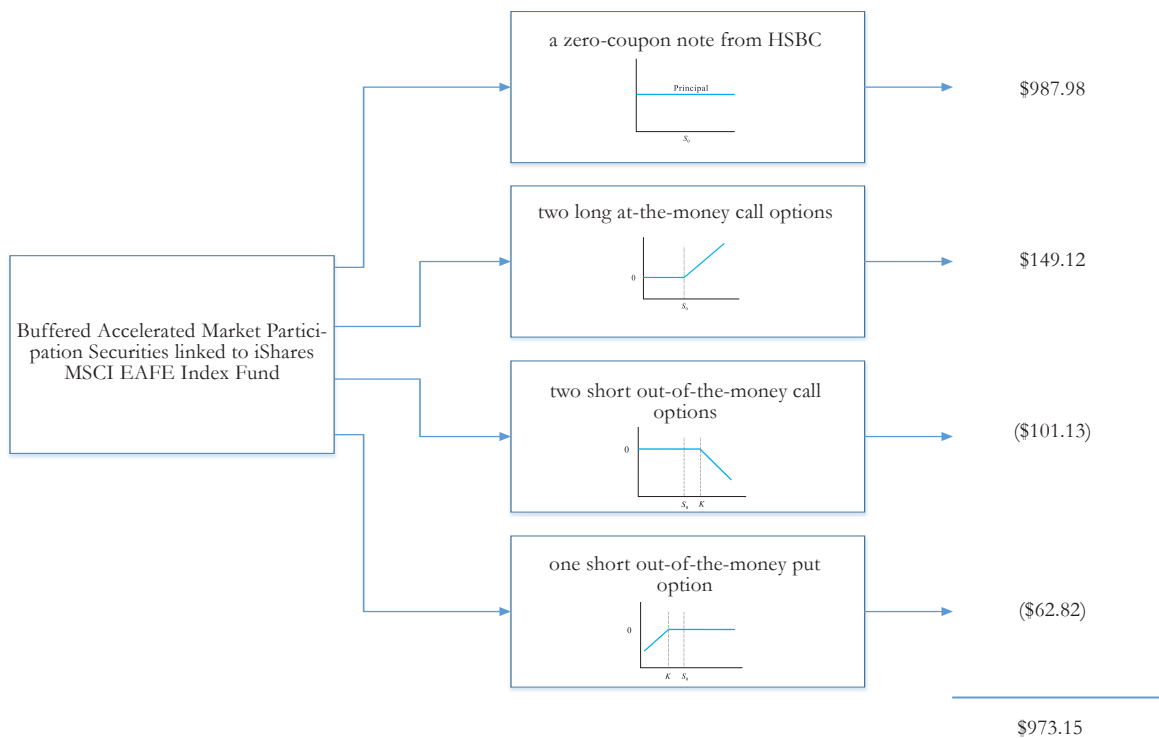 a zero-coupon note from HSBC
Principal
S0
$987.98
two long at-the-money call options
0
S0
$149.12
Buffered Accelerated Market Partici-
pation Securities linked to iShares
MSCI EAFE Index Fund
two short out-of-the-money call
options
0
S0 K
($101.13)
one short out-of-the-money put
option
0
K S0
($62.82)
$973.15